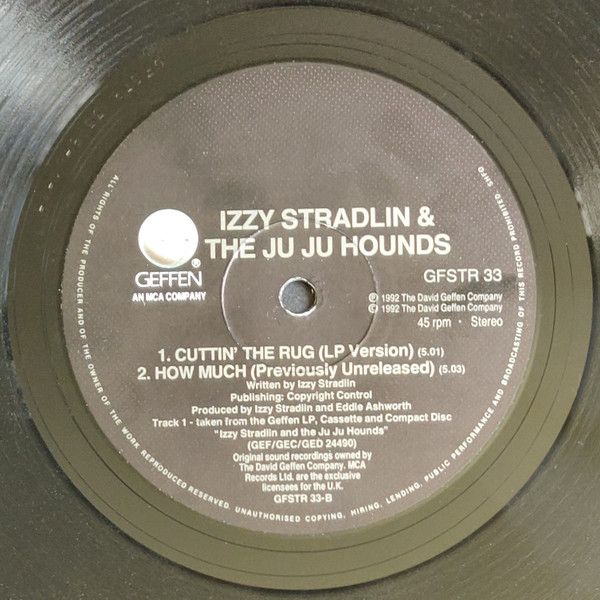 IZZY STRADLIN &
THE JU JU HOUNDS
GEFFEN®
AN MCA COMPANY
GFSTR 33
℗ 1992 The David Geffen Company
© 1992 The David Geffen Company
45 rpm · Stereo
1. CUTTIN' THE RUG (LP Version) (5.01)
2. HOW MUCH (Previously Unreleased) (5.03)
Written by Izzy Stradlin
Publishing: Copyright Control
Produced by Izzy Stradlin and Eddie Ashworth
Track 1 - taken from the Geffen LP, Cassette and Compact Disc
"Izzy Stradlin and the Ju Ju Hounds"
(GEF/GEC/GED 24490)
Original sound recordings owned by
The David Geffen Company. MCA
Records Ltd. are the exclusive
licensees for the U.K.
GFSTR 33-B
ALL RIGHTS OF THE PRODUCER AND OF THE OWNER OF THE WORK REPRODUCED RESERVED. UNAUTHORISED COPYING, HIRING, LENDING, PUBLIC PERFORMANCE AND BROADCASTING OF THIS RECORD PROHIBITED.